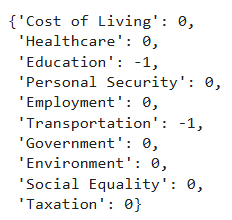 {'Cost of Living': 0,
 'Healthcare': 0,
 'Education': -1,
 'Personal Security': 0,
 'Employment': 0,
 'Transportation': -1,
 'Government': 0,
 'Environment': 0,
 'Social Equality': 0,
 'Taxation': 0}